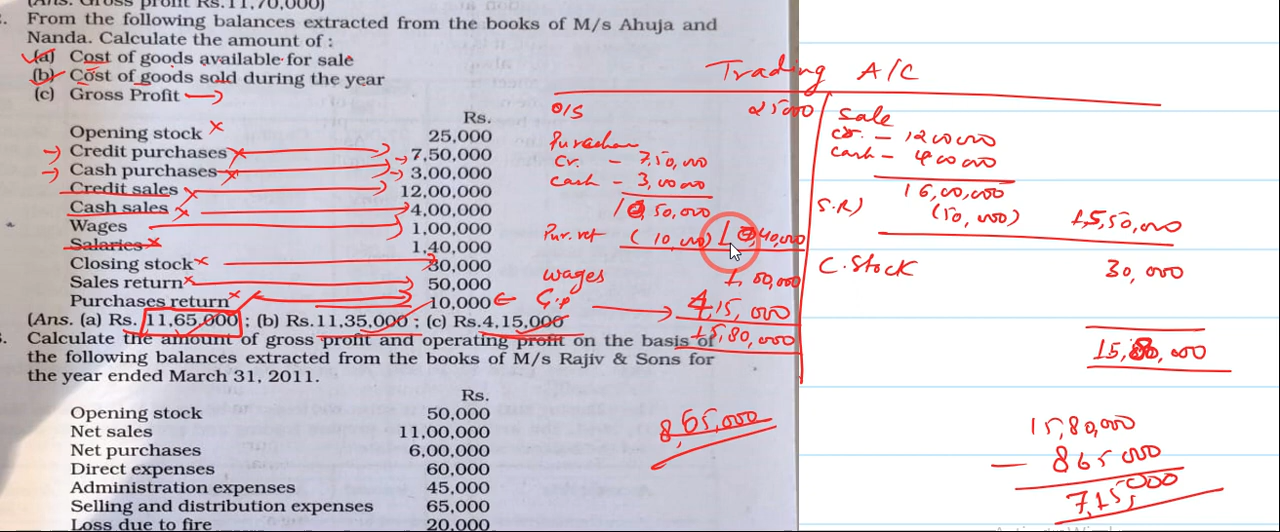 (Ans. Gross profit Rs.11,70,000)
From the following balances extracted from the books of M/s Ahuja and
Nanda. Calculate the amount of :
(a) Cost of goods available for sale
(b) Cost of goods sold during the year
(c) Gross Profit
Rs.
Opening stock 25,000
Credit purchases 7,50,000
Cash purchases 3,00,000
Credit sales 12,00,000
Cash sales 4,00,000
Wages 1,00,000
Salaries 1,40,000
Closing stock 30,000
Sales return 50,000
Purchases return 10,000
(Ans. (a) Rs. 11,65,000 ; (b) Rs.11,35,000 ; (c) Rs.4,15,000
Calculate the amount of gross profit and operating profit on the basis of
the following balances extracted from the books of M/s Rajiv & Sons for
the year ended March 31, 2011.
Rs.
Opening stock 50,000
Net sales 11,00,000
Net purchases 6,00,000
Direct expenses 60,000
Administration expenses 45,000
Selling and distribution expenses 65,000
Loss due to fire 20,000
Trading A/C
O/S 25000
Cr. - 7,50,000
cash - 3,00000
10,50,000
Pur. ret (10,000) 10,40,000
wages 1,00,000
G.P 4,15,000
15,80,000
8,65,000
sale
cr. - 1200000
cash - 400000
16,00,000
S.R) (50,000) 15,50,000
C. Stock 30,000
15,80,000
15,80,000
- 865000
7,15,000